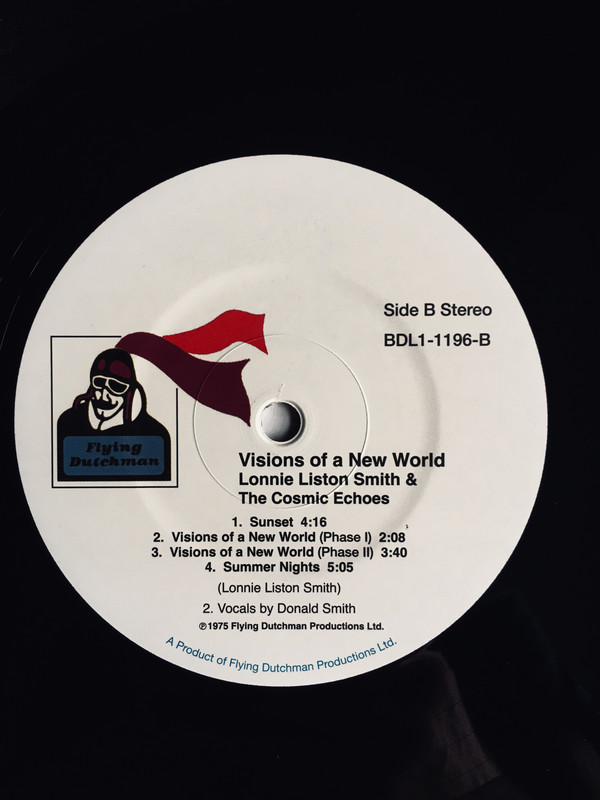 Side B Stereo
BDL1-1196-B
Flying
Dutchman
Visions of a New World
Lonnie Liston Smith &
The Cosmic Echoes
1. Sunset 4:16
2. Visions of a New World (Phase I) 2:08
3. Visions of a New World (Phase II) 3:40
4. Summer Nights 5:05
(Lonnie Liston Smith)
2. Vocals by Donald Smith
℗1975 Flying Dutchman Productions Ltd.
A Product of Flying Dutchman Productions Ltd.